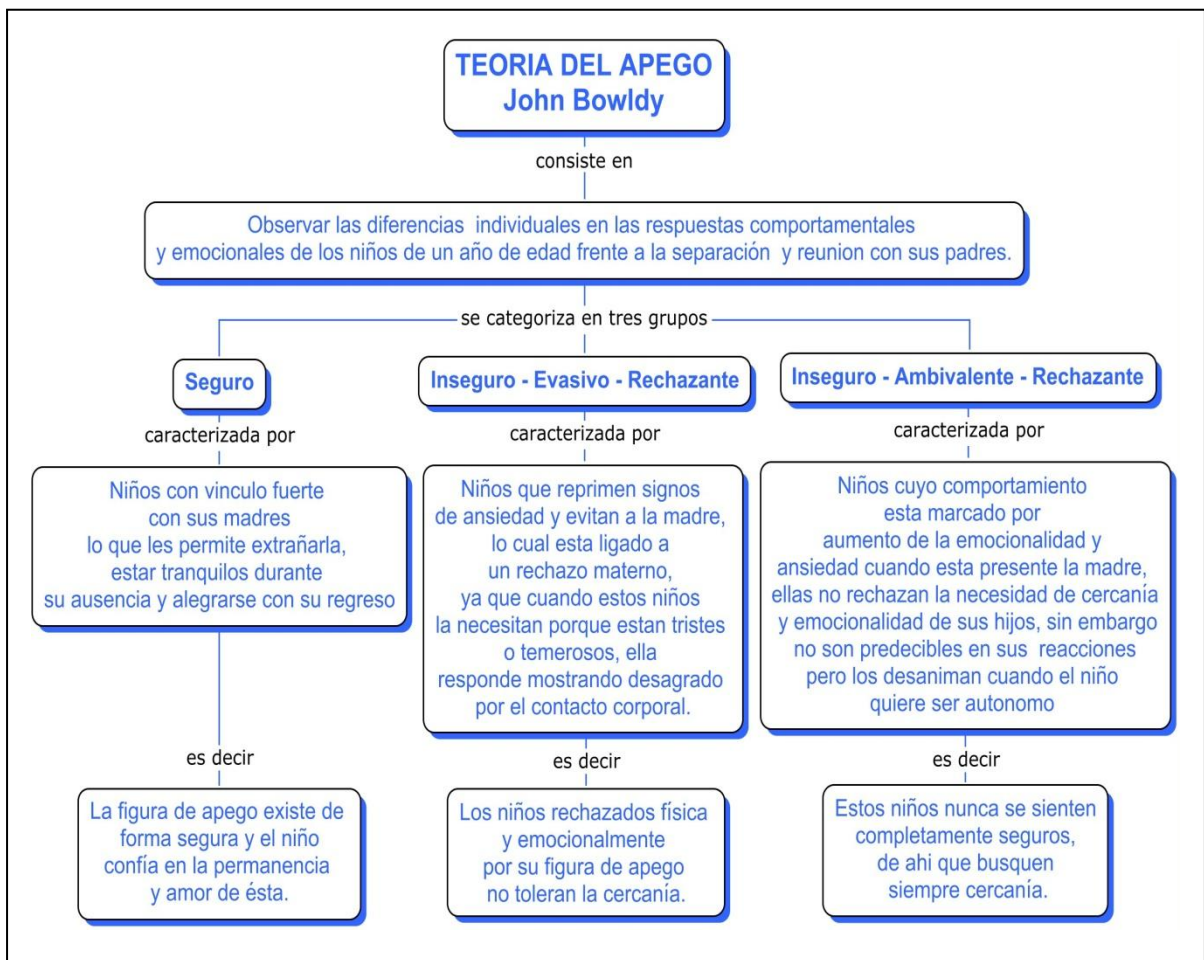 TEORIA DEL APEGO
John Bowldy
consiste en
Observar las diferencias individuales en las respuestas comportamentales
y emocionales de los niños de un año de edad frente a la separación y reunion con sus padres.
se categoriza en tres grupos
Seguro
caracterizada por
Niños con vinculo fuerte
con sus madres
lo que les permite extrañarla,
estar tranquilos durante
su ausencia y alegrarse con su regreso
es decir
La figura de apego existe de
forma segura y el niño
confía en la permanencia
y amor de ésta.
Inseguro - Evasivo - Rechazante
caracterizada por
Niños que reprimen signos
de ansiedad y evitan a la madre,
lo cual esta ligado a
un rechazo materno,
ya que cuando estos niños
la necesitan porque estan tristes
o temerosos, ella
responde mostrando desagrado
por el contacto corporal.
es decir
Los niños rechazados física
y emocionalmente
por su figura de apego
no toleran la cercanía.
Inseguro - Ambivalente - Rechazante
caracterizada por
Niños cuyo comportamiento
esta marcado por
aumento de la emocionalidad y
ansiedad cuando esta presente la madre,
ellas no rechazan la necesidad de cercanía
y emocionalidad de sus hijos, sin embargo
no son predecibles en sus reacciones
pero los desaniman cuando el niño
quiere ser autonomo
es decir
Estos niños nunca se sienten
completamente seguros,
de ahi que busquen
siempre cercanía.